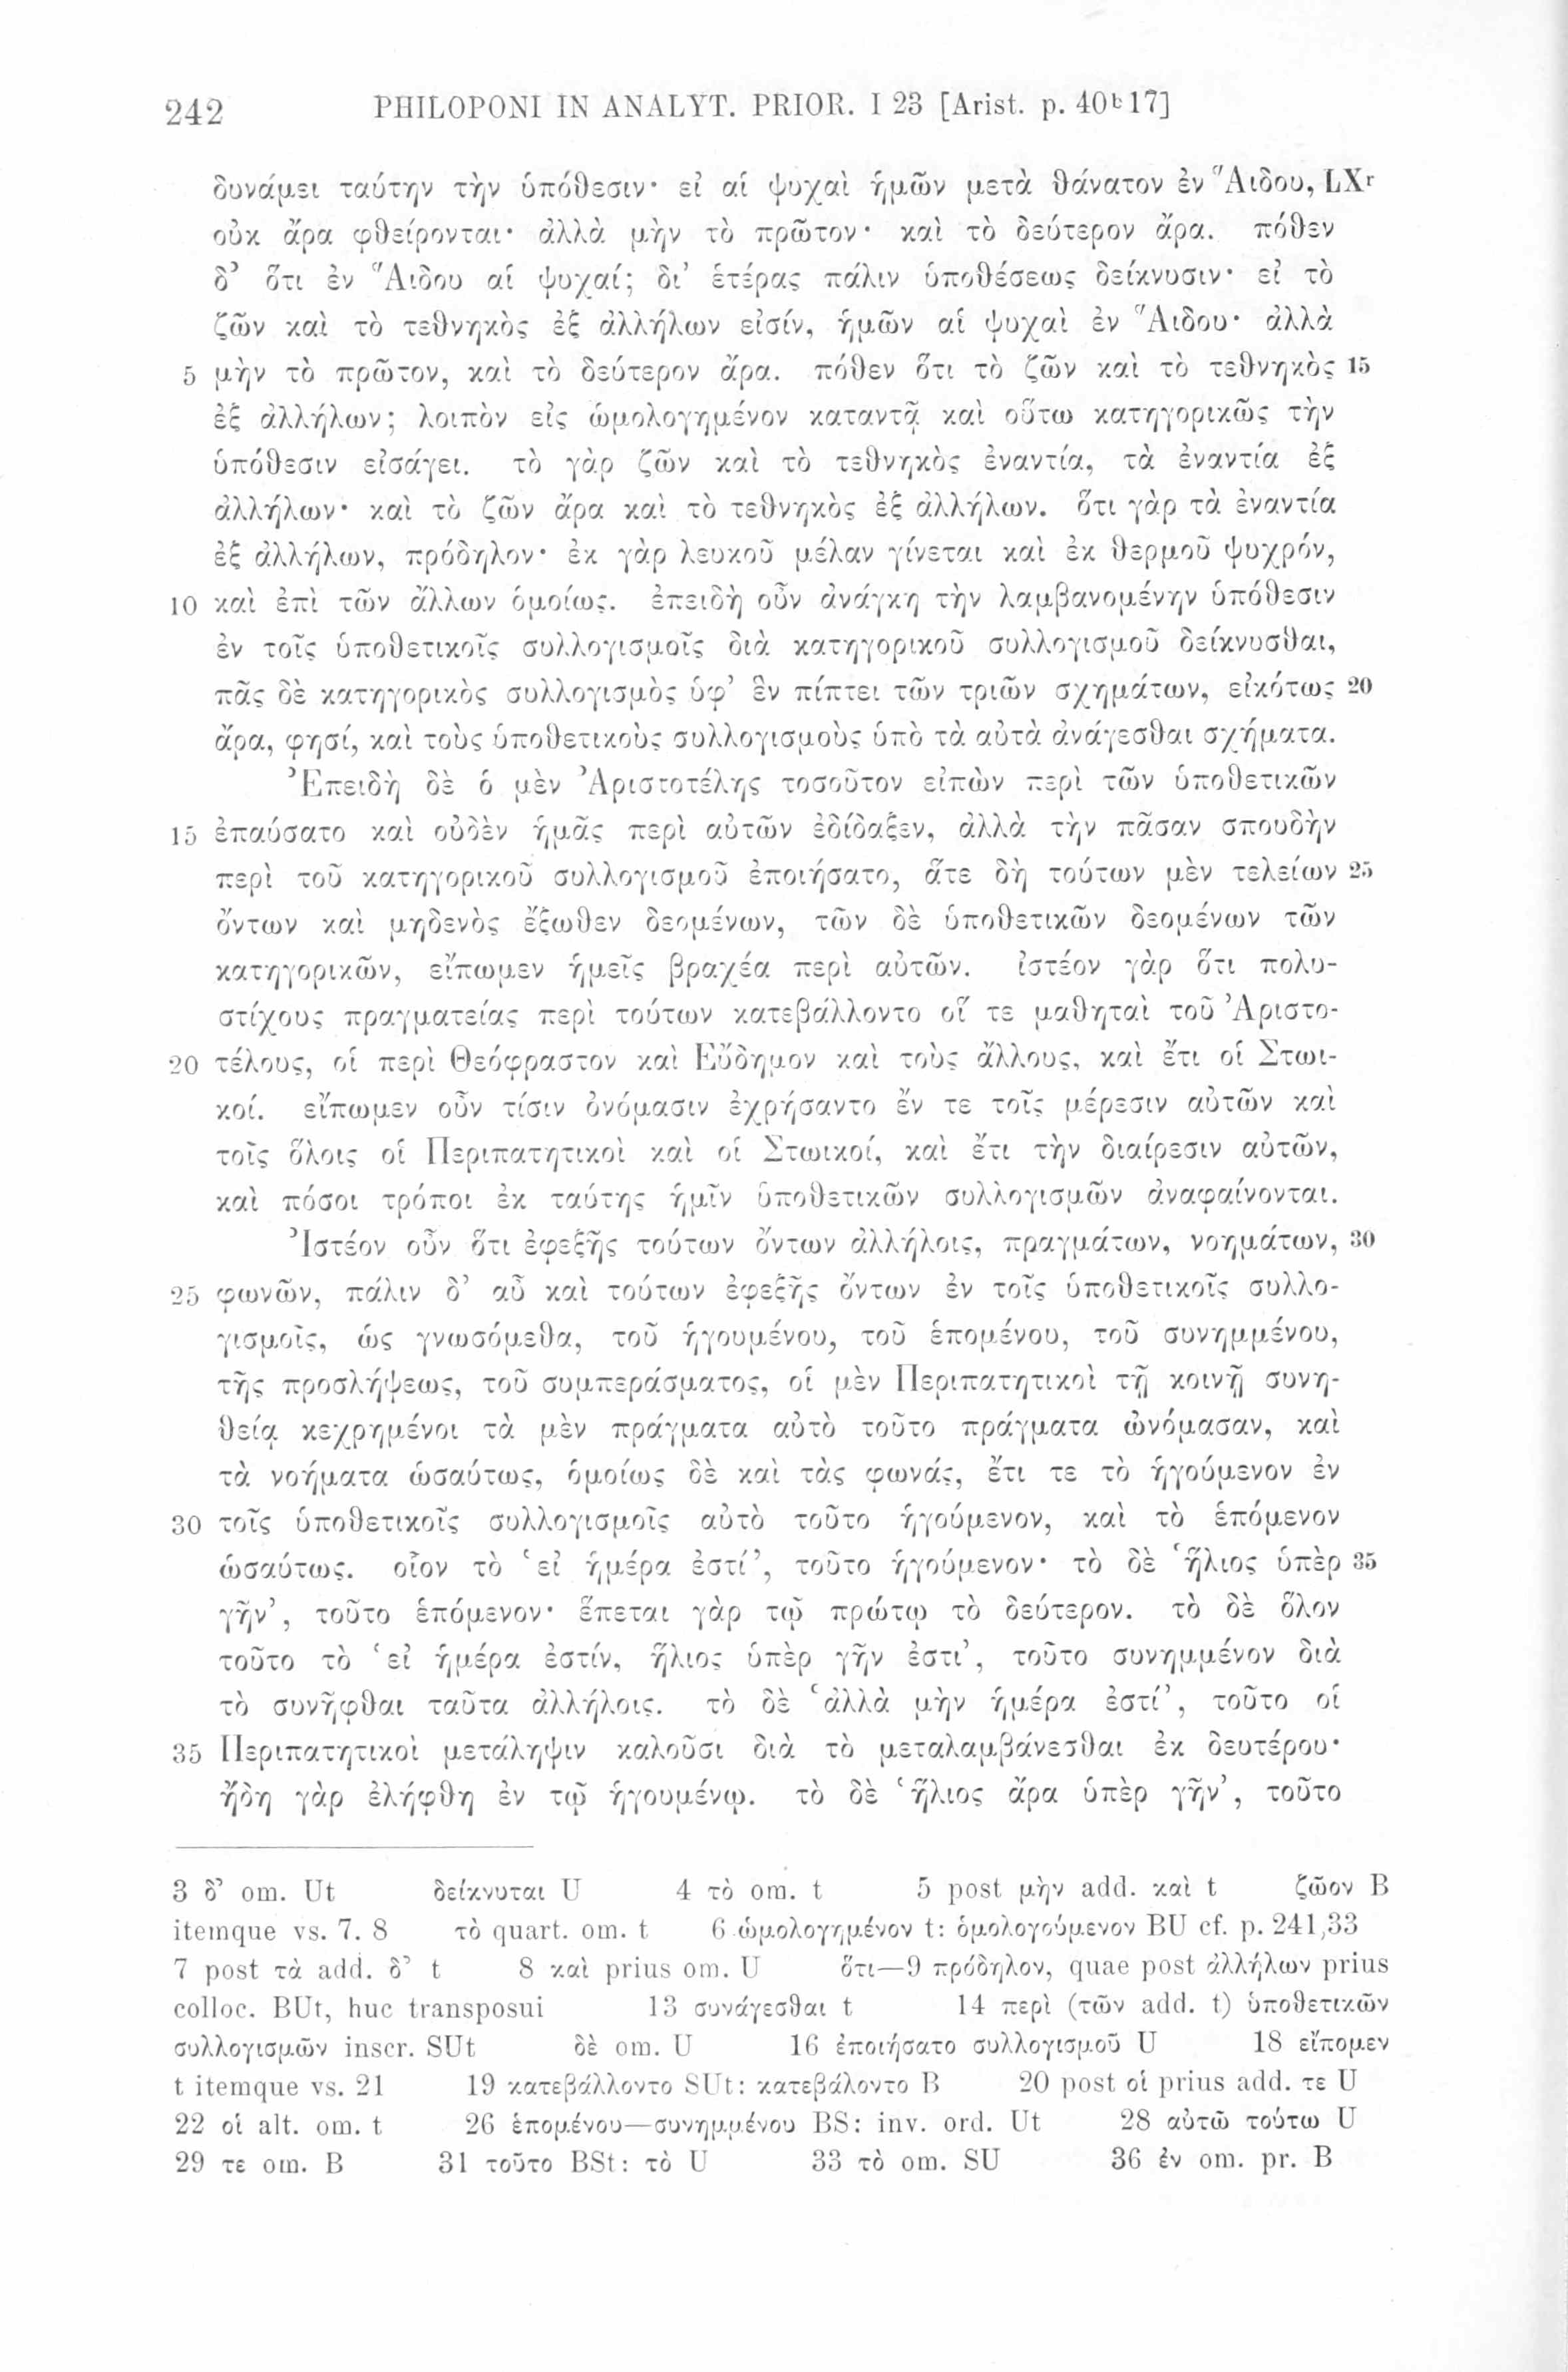 242 PHILOPONI IN ANALYT. PRIOR. I 23 [Arist. p. 40ᵇ17]
δυνάμει ταύτην τὴν ὑπόθεσιν· εἰ αἱ ψυχαὶ ἡμῶν μετὰ θάνατον ἐν Ἅιδου, LXʳ
οὐκ ἄρα φθείρονται· ἀλλὰ μὴν τὸ πρῶτον· καὶ τὸ δεύτερον ἄρα. πόθεν
δ’ ὅτι ἐν Ἅιδου αἱ ψυχαί; δι’ ἑτέρας πάλιν ὑποθέσεως δείκνυσιν· εἰ τὸ
ζῶν καὶ τὸ τεθνηκὸς ἐξ ἀλλήλων εἰσίν, ἡμῶν αἱ ψυχαὶ ἐν Ἅιδου· ἀλλὰ
5 μὴν τὸ πρῶτον, καὶ τὸ δεύτερον ἄρα. πόθεν ὅτι τὸ ζῶν καὶ τὸ τεθνηκὸς 15
ἐξ ἀλλήλων; λοιπὸν εἰς ὡμολογημένον καταντᾷ καὶ οὕτω κατηγορικῶς τὴν
ὑπόθεσιν εἰσάγει. τὸ γὰρ ζῶν καὶ τὸ τεθνηκὸς ἐναντία, τὰ ἐναντία ἐξ
ἀλλήλων· καὶ τὸ ζῶν ἄρα καὶ τὸ τεθνηκὸς ἐξ ἀλλήλων. ὅτι γὰρ τὰ ἐναντία
ἐξ ἀλλήλων, πρόδηλον· ἐκ γὰρ λευκοῦ μέλαν γίνεται καὶ ἐκ θερμοῦ ψυχρόν,
10 καὶ ἐπὶ τῶν ἄλλων ὁμοίως. ἐπειδὴ οὖν ἀνάγκη τὴν λαμβανομένην ὑπόθεσιν
ἐν τοῖς ὑποθετικοῖς συλλογισμοῖς διὰ κατηγορικοῦ συλλογισμοῦ δείκνυσθαι,
πᾶς δὲ κατηγορικὸς συλλογισμὸς ὑφ’ ἓν πίπτει τῶν τριῶν σχημάτων, εἰκότως 20
ἄρα, φησί, καὶ τοὺς ὑποθετικοὺς συλλογισμοὺς ὑπὸ τὰ αὐτὰ ἀνάγεσθαι σχήματα.
Ἐπειδὴ δὲ ὁ μὲν Ἀριστοτέλης τοσοῦτον εἰπὼν περὶ τῶν ὑποθετικῶν
15 ἐπαύσατο καὶ οὐδὲν ἡμᾶς περὶ αὐτῶν ἐδίδαξεν, ἀλλὰ τὴν πᾶσαν σπουδὴν
περὶ τοῦ κατηγορικοῦ συλλογισμοῦ ἐποιήσατο, ἅτε δὴ τούτων μὲν τελείων 25
ὄντων καὶ μηδενὸς ἔξωθεν δεομένων, τῶν δὲ ὑποθετικῶν δεομένων τῶν
κατηγορικῶν, εἴπωμεν ἡμεῖς βραχέα περὶ αὐτῶν. ἰστέον γὰρ ὅτι πολυ-
στίχους πραγματείας περὶ τούτων κατεβάλλοντο οἵ τε μαθηταὶ τοῦ Ἀριστο-
20 τέλους, οἱ περὶ Θεόφραστον καὶ Εὔδημον καὶ τοὺς ἄλλους, καὶ ἔτι οἱ Στωι-
κοί. εἴπωμεν οὖν τίσιν ὀνόμασιν ἐχρήσαντο ἔν τε τοῖς μέρεσιν αὐτῶν καὶ
τοῖς ὅλοις οἱ Περιπατητικοὶ καὶ οἱ Στωικοί, καὶ ἔτι τὴν διαίρεσιν αὐτῶν,
καὶ πόσοι τρόποι ἐκ ταύτης ἡμῖν ὑποθετικῶν συλλογισμῶν ἀναφαίνονται.
Ἰστέον οὖν ὅτι ἐφεξῆς τούτων ὄντων ἀλλήλοις, πραγμάτων, νοημάτων, 30
25 φωνῶν, πάλιν δ’ αὖ καὶ τούτων ἐφεξῆς ὄντων ἐν τοῖς ὑποθετικοῖς συλλο-
γισμοῖς, ὡς γνωσόμεθα, τοῦ ἡγουμένου, τοῦ ἑπομένου, τοῦ συνημμένου,
τῆς προσλήψεως, τοῦ συμπεράσματος, οἱ μὲν Περιπατητικοὶ τῇ κοινῇ συνη-
θείᾳ κεχρημένοι τὰ μὲν πράγματα αὐτὸ τοῦτο πράγματα ὠνόμασαν, καὶ
τὰ νοήματα ὡσαύτως, ὁμοίως δὲ καὶ τὰς φωνάς, ἔτι τε τὸ ἡγούμενον ἐν
30 τοῖς ὑποθετικοῖς συλλογισμοῖς αὐτὸ τοῦτο ἡγούμενον, καὶ τὸ ἑπόμενον
ὡσαύτως. οἷον τὸ ‘εἰ ἡμέρα ἐστί’, τοῦτο ἡγούμενον· τὸ δὲ ‘ἥλιος ὑπὲρ 35
γῆν’, τοῦτο ἑπόμενον· ἕπεται γὰρ τῷ πρώτῳ τὸ δεύτερον. τὸ δὲ ὅλον
τοῦτο τὸ ‘εἰ ἡμέρα ἐστίν, ἥλιος ὑπὲρ γῆν ἐστι’, τοῦτο συνημμένον διὰ
τὸ συνῆφθαι ταῦτα ἀλλήλοις. τὸ δὲ ‘ἀλλὰ μὴν ἡμέρα ἐστί’, τοῦτο οἱ
35 Περιπατητικοὶ μετάληψιν καλοῦσι διὰ τὸ μεταλαμβάνεσθαι ἐκ δευτέρου·
ἤδη γὰρ ἐλήφθη ἐν τῷ ἡγουμένῳ. τὸ δὲ ‘ἥλιος ἄρα ὑπὲρ γῆν’, τοῦτο
3 δ’ om. Ut δείκνυται U 4 τὸ om. t 5 post μὴν add. καὶ t ζῶον B
itemque vs. 7. 8 τὸ quart. om. t 6 ὡμολογημένον t: ὁμολογούμενον BU cf. p. 241,33
7 post τὰ add. δ’ t 8 καὶ prius om. U ὅτι—9 πρόδηλον, quae post ἀλλήλων prius
colloc. BUt, huc transposui 13 συνάγεσθαι t 14 περὶ (τῶν add. t) ὑποθετικῶν
συλλογισμῶν inscr. SUt δὲ om. U 16 ἐποιήσατο συλλογισμοῦ U 18 εἴπομεν
t itemque vs. 21 19 κατεβάλλοντο SUt: κατεβάλοντο B 20 post οἱ prius add. τε U
22 οἱ alt. om. t 26 ἑπομένου—συνημμένου BS: inv. ord. Ut 28 αὐτῶ τούτω U
29 τε om. B 31 τοῦτο BSt: τὸ U 33 τὸ om. SU 36 ἐν om. pr. B